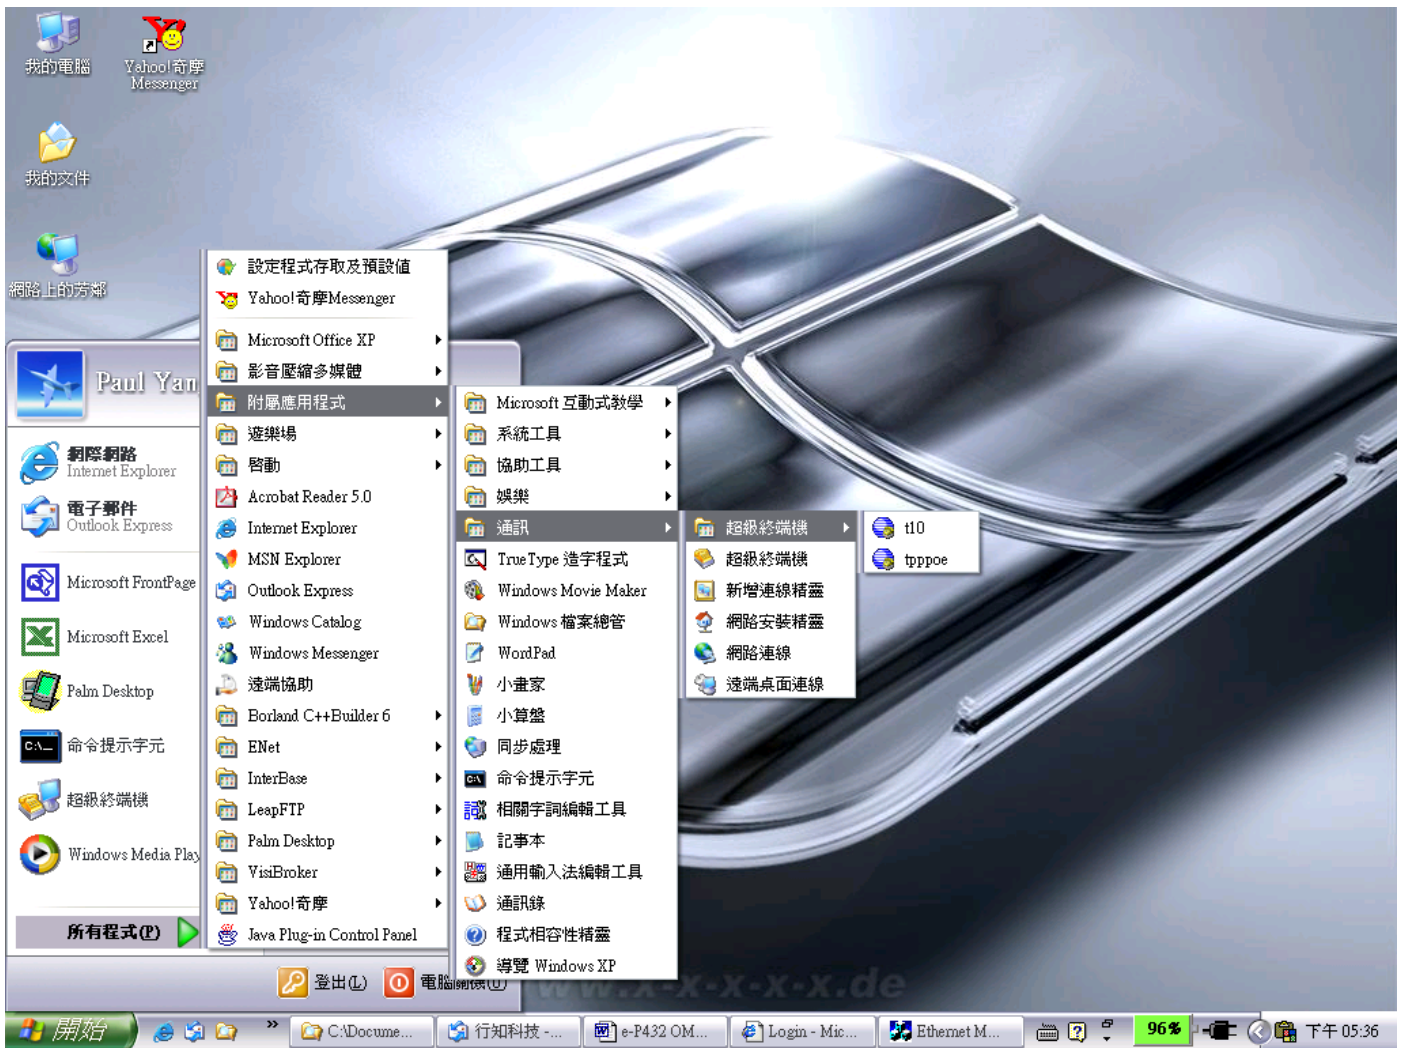 我的電腦
Yahoo!奇摩
Messenger
我的文件
網路上的芳鄰
設定程式存取及預設値
Yahoo!奇摩Messenger
Microsoft Office XP
影音壓縮多媒體
附屬應用程式
遊樂場
啓動
Acrobat Reader 5.0
Internet Explorer
MSN Explorer
Outlook Express
Windows Catalog
Windows Messenger
遠端協助
Borland C++Builder 6
ENet
InterBase
LeapFTP
Palm Desktop
VisiBroker
Yahoo!奇摩
Java Plug-in Control Panel
Paul Yan
網際網路
Internet Explorer
電子郵件
Outlook Express
Microsoft FrontPage
Microsoft Excel
Palm Desktop
命令提示字元
超級終端機
Windows Media Play
所有程式(P)
登出(L)
電腦關機(U)
Microsoft 互動式教學
系統工具
協助工具
娛樂
通訊
TrueType 造字程式
Windows Movie Maker
Windows 檔案總管
WordPad
小畫家
小算盤
同步處理
命令提示字元
相關字詞編輯工具
記事本
通用輸入法編輯工具
通訊錄
程式相容性精靈
導覽 Windows XP
超級終端機
超級終端機
新增連線精靈
網路安裝精靈
網路連線
遠端桌面連線
t10
tpppoe
www.x-x-x-x-x.de
開始
C:\Docume...
行知科技 -...
e-P432 OM...
Login - Mic...
Ethernet M...
96%
下午 05:36